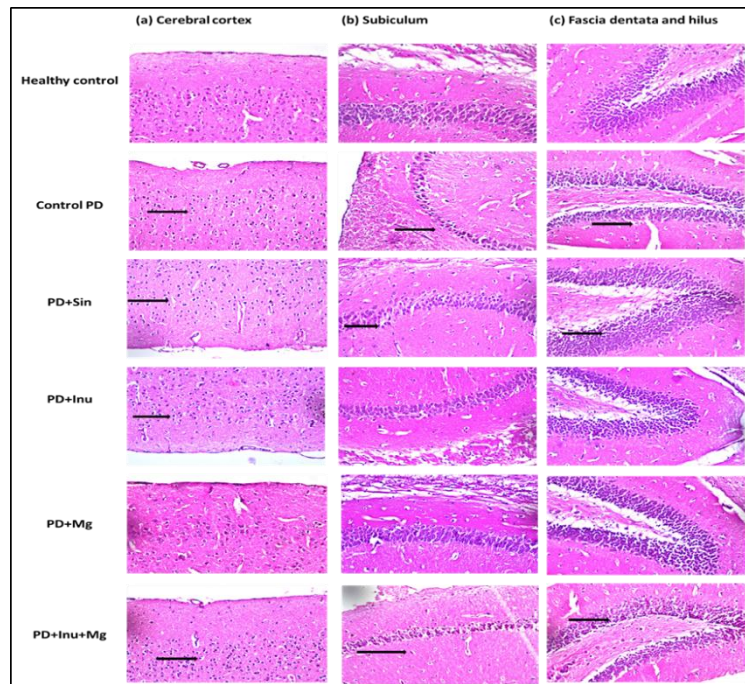 (a) Cerebral cortex (b) Subiculum (c) Fascia dentata and hilus
Healthy control
Control PD
PD+Sin
PD+Inu
PD+Mg
PD+Inu+Mg